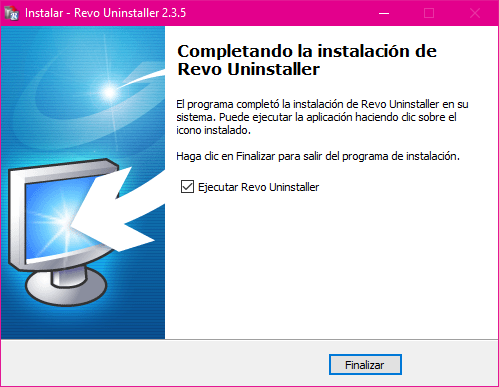 Instalar - Revo Uninstaller 2.3.5
Completando la instalación de
Revo Uninstaller
El programa completó la instalación de Revo Uninstaller en su
sistema. Puede ejecutar la aplicación haciendo clic sobre el
icono instalado.
Haga clic en Finalizar para salir del programa de instalación.
Ejecutar Revo Uninstaller
Finalizar